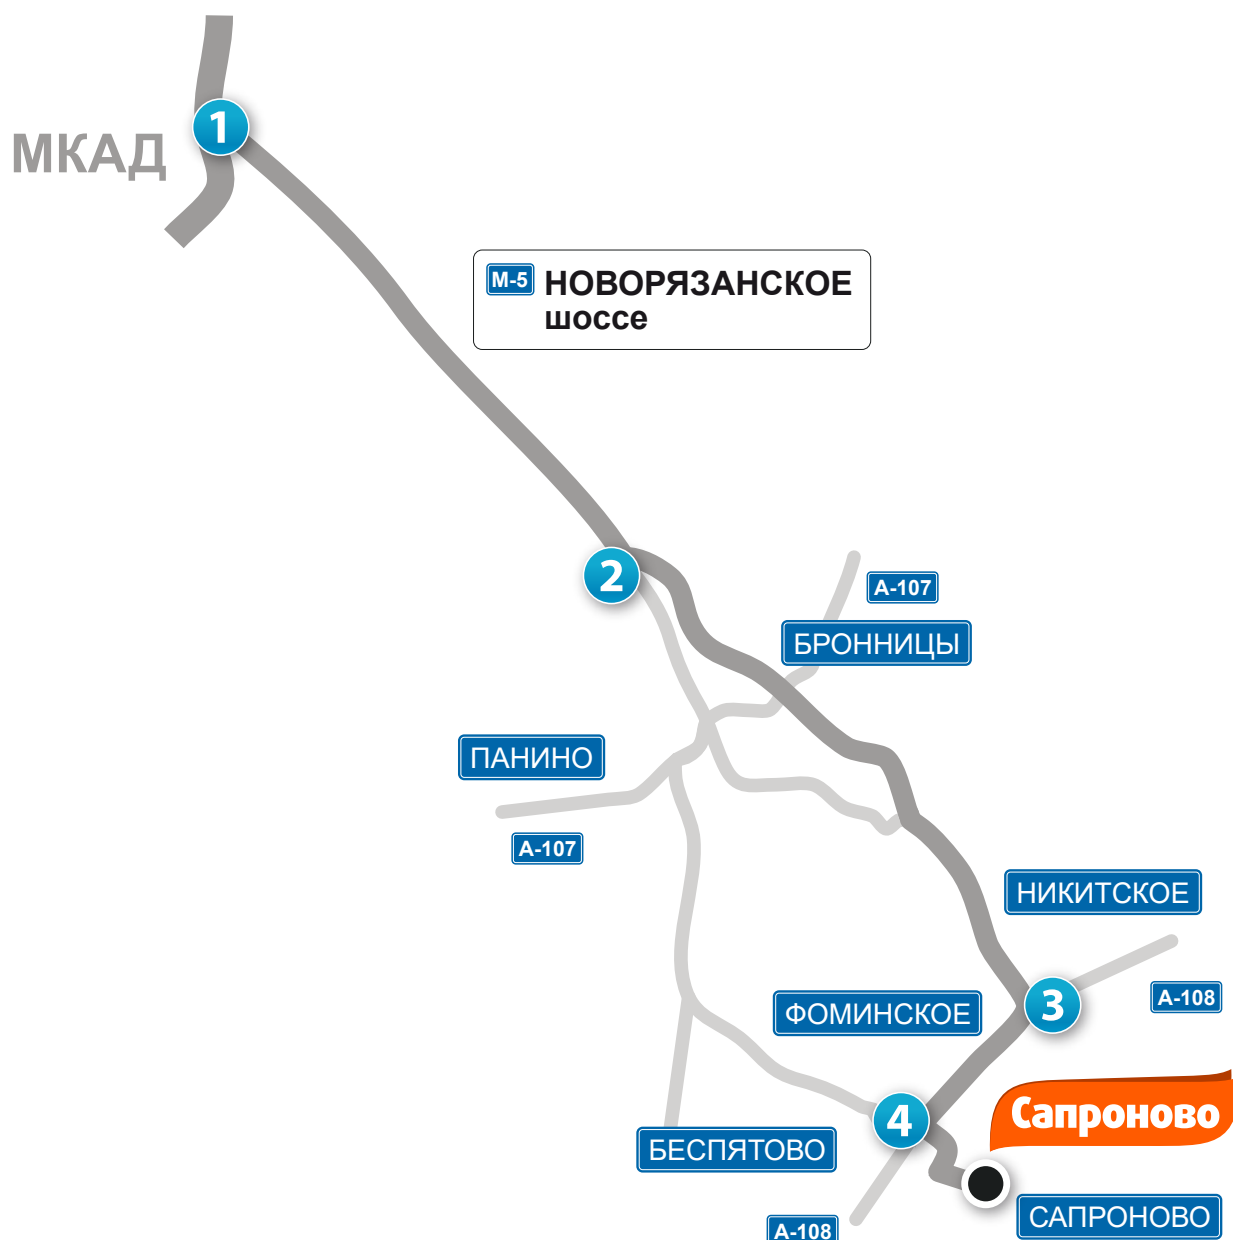 1
МКАД
М-5 НОВОРЯЗАНСКОЕ
шоссе
2
А-107
БРОННИЦЫ
ПАНИНО
А-107
НИКИТСКОЕ
3
А-108
ФОМИНСКОЕ
Сапроново
4
БЕСПЯТОВО
САПРОНОВО
А-108